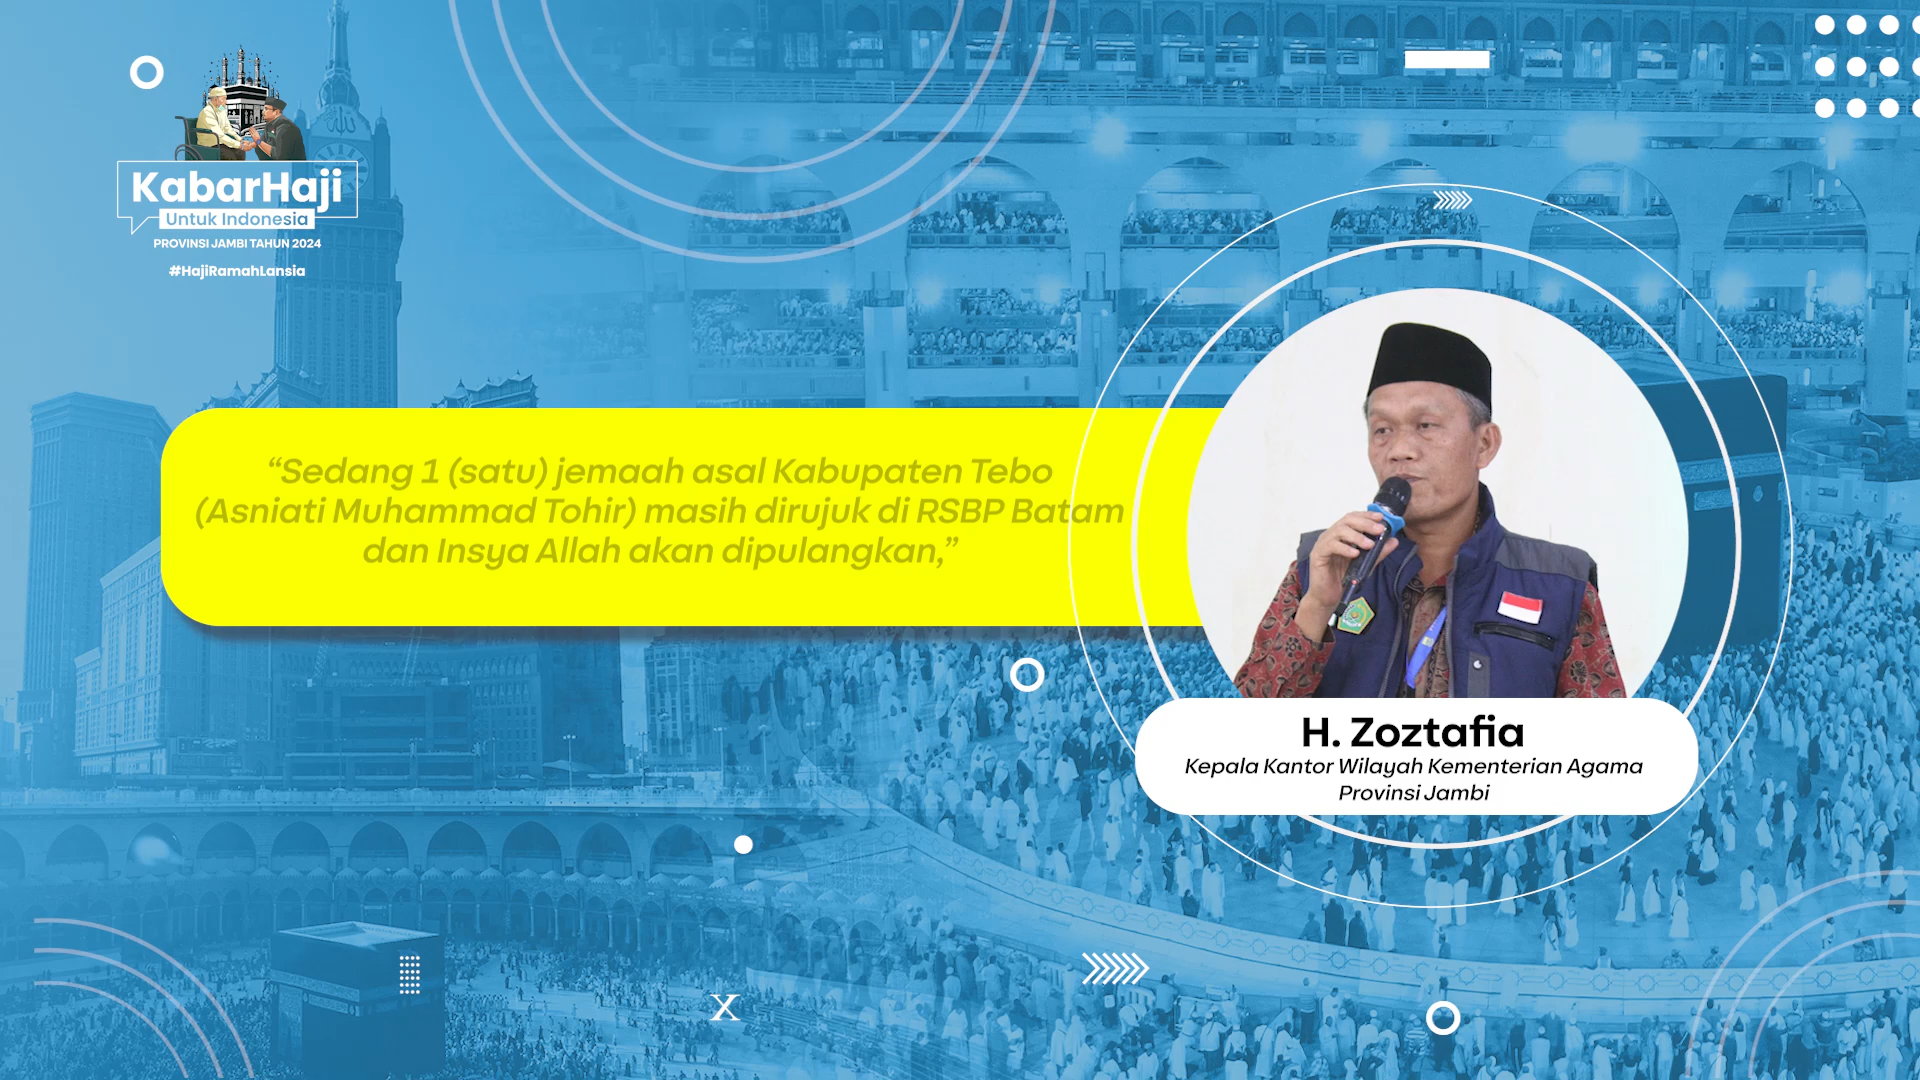 KabarHaji
Untuk Indonesia
PROVINSI JAMBI TAHUN 2024
#HajiRamahLansia
“Sedang 1 (satu) jemaah asal Kabupaten Tebo
(Asniati Muhammad Tohir) masih dirujuk di RSBP Batam
dan Insya Allah akan dipulangkan,”
H. Zoztafia
Kepala Kantor Wilayah Kementerian Agama
Provinsi Jambi